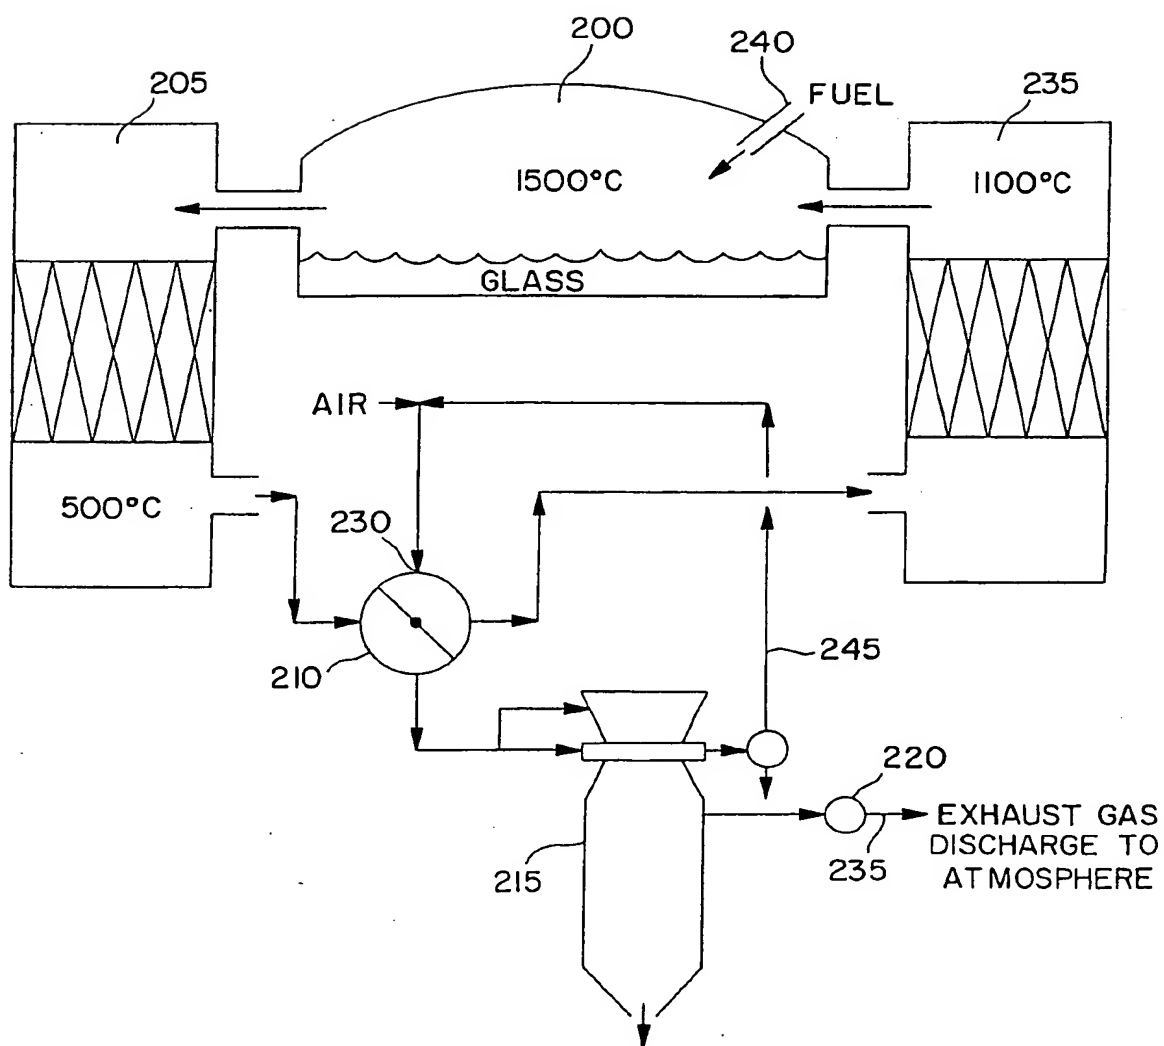 200
240
205
FUEL
235
1500°C
1100°C
GLASS
AIR
500°C
230
210
245
220
215
235
EXHAUST GAS
DISCHARGE TO
ATMOSPHERE